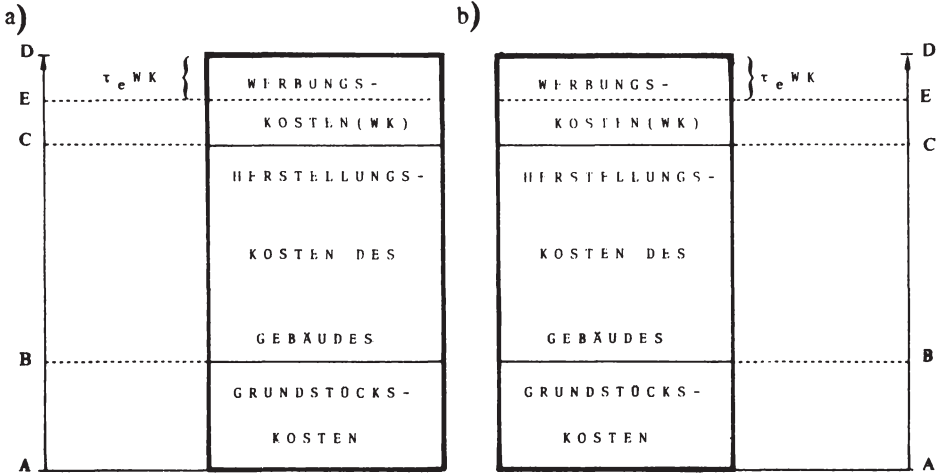 a)
D
τe WK
E
C
B
A
WERBUNGS-
KOSTEN(WK)
HERSTELLUNGS-
KOSTEN DES
GEBÄUDES
GRUNDSTÜCKS-
KOSTEN
b)
WERBUNGS-
KOSTEN(WK)
HERSTELLUNGS-
KOSTEN DES
GEBÄUDES
GRUNDSTÜCKS-
KOSTEN
D
τe WK
E
C
B
A